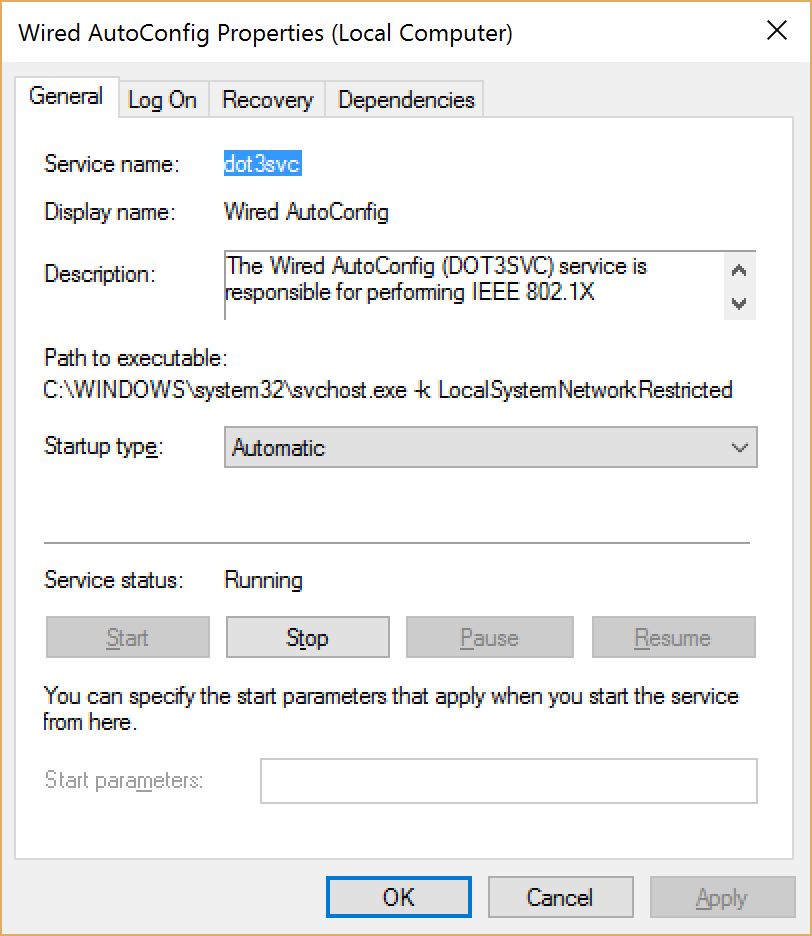 Wired AutoConfig Properties (Local Computer)
General Log On Recovery Dependencies
Service name: dot3svc
Display name: Wired AutoConfig
Description: The Wired AutoConfig (DOT3SVC) service is
responsible for performing IEEE 802.1X
Path to executable:
C:\WINDOWS\system32\svchost.exe -k LocalSystemNetworkRestricted
Startup type: Automatic
Service status: Running
Start Stop Pause Resume
You can specify the start parameters that apply when you start the service
from here.
Start parameters:
OK Cancel Apply